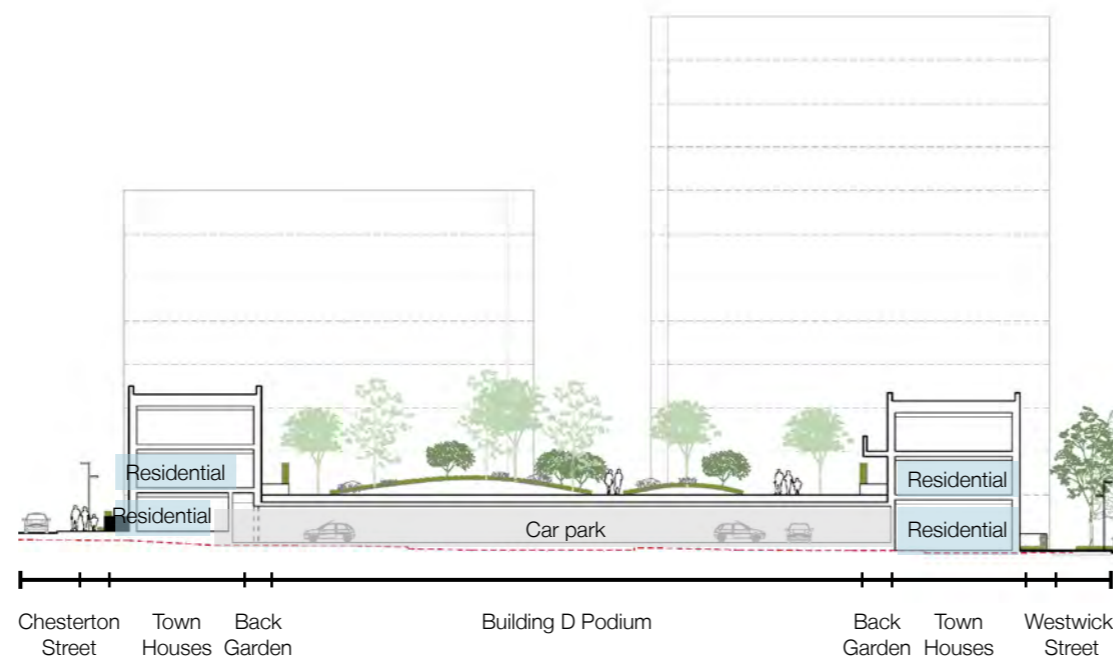 Residential
Residential
Residential
Residential
Car park
Chesterton
Street
Town
Houses
Back
Garden
Building D Podium
Back
Garden
Town
Houses
Westwick
Street